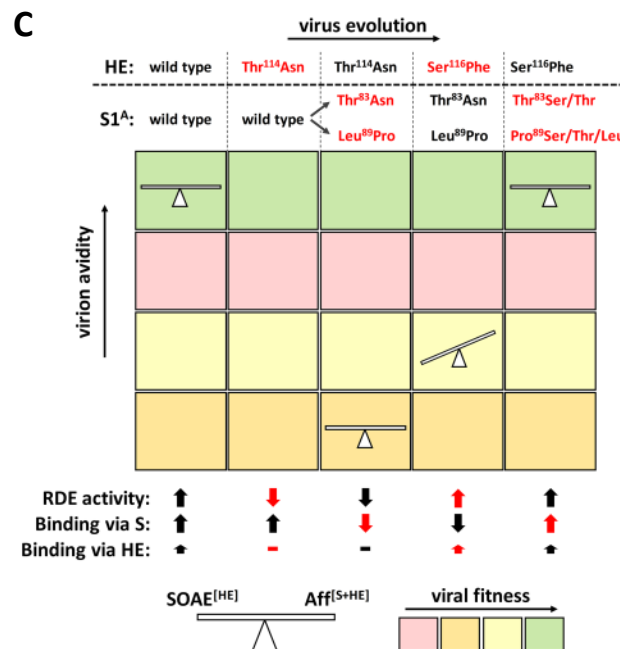 C
virus evolution
HE: wild type Thr¹¹⁴Asn Thr¹¹⁴Asn Ser¹¹⁶Phe Ser¹¹⁶Phe
Thr⁸³Asn Thr⁸³Asn Thr⁸³Ser/Thr
S1ᴬ: wild type wild type
Leu⁸⁹Pro Leu⁸⁹Pro Pro⁸⁹Ser/Thr/Leu
virion avidity
RDE activity:
Binding via S:
Binding via HE:
SOAE[HE] Aff[S+HE]
viral fitness